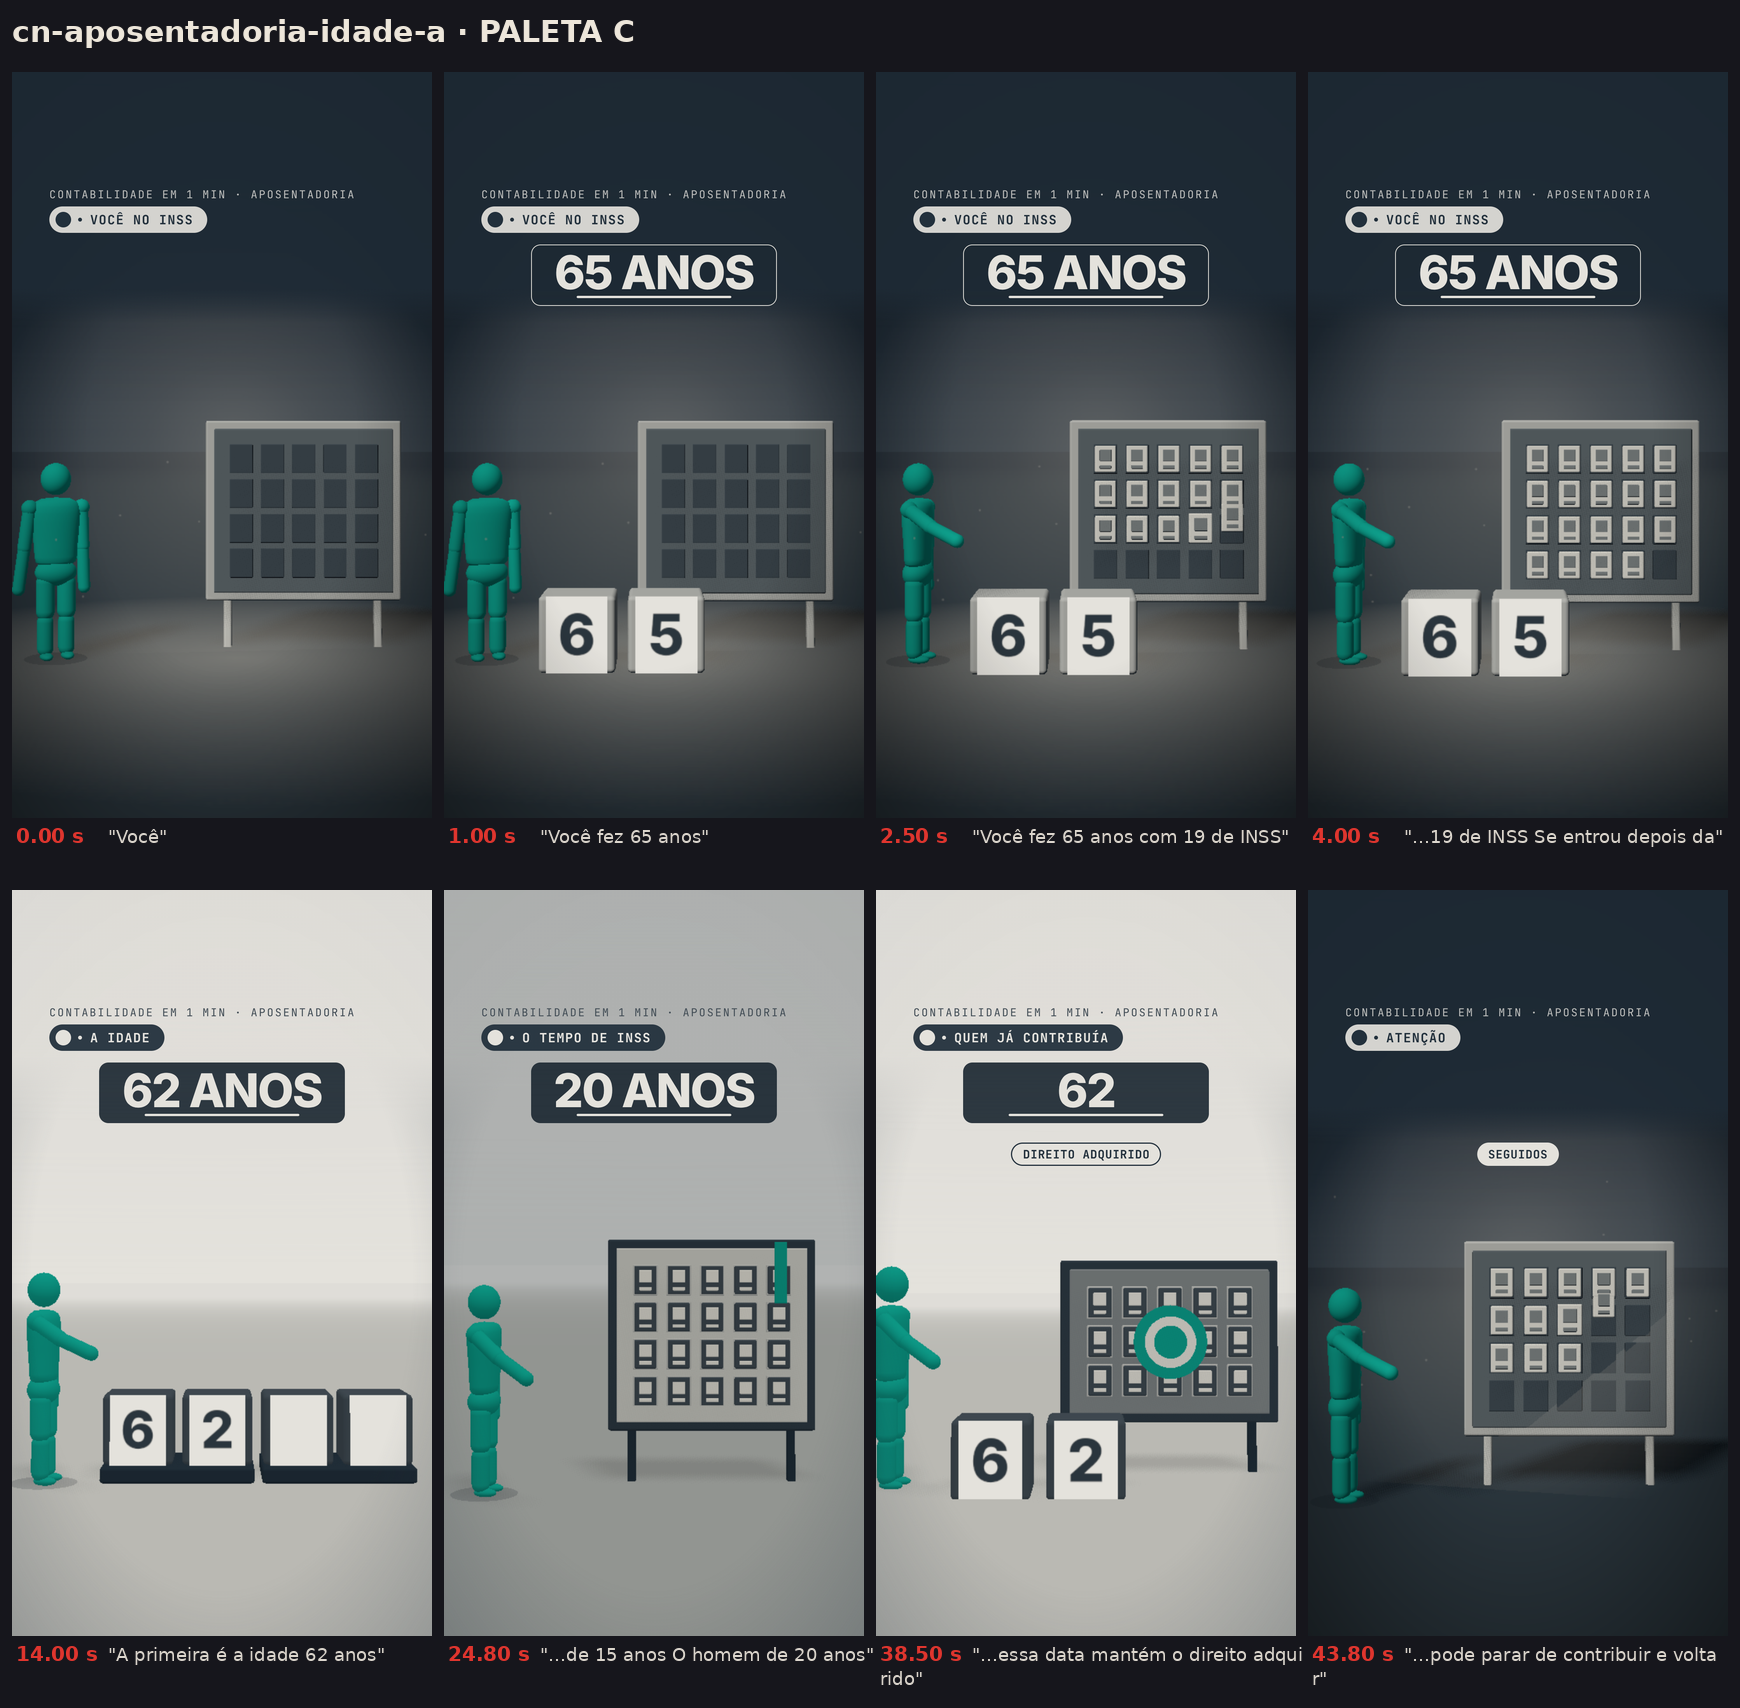 cn-aposentadoria-idade-a · PALETA C
CONTABILIDADE EM 1 MIN · APOSENTADORIA
• VOCÊ NO INSS
0.00 s "Você"
CONTABILIDADE EM 1 MIN · APOSENTADORIA
• VOCÊ NO INSS
65 ANOS
6 5
1.00 s "Você fez 65 anos"
CONTABILIDADE EM 1 MIN · APOSENTADORIA
• VOCÊ NO INSS
65 ANOS
6 5
2.50 s "Você fez 65 anos com 19 de INSS"
CONTABILIDADE EM 1 MIN · APOSENTADORIA
• VOCÊ NO INSS
65 ANOS
6 5
4.00 s "...19 de INSS Se entrou depois da"
CONTABILIDADE EM 1 MIN · APOSENTADORIA
• A IDADE
62 ANOS
6 2
14.00 s "A primeira é a idade 62 anos"
CONTABILIDADE EM 1 MIN · APOSENTADORIA
• O TEMPO DE INSS
20 ANOS
24.80 s "...de 15 anos O homem de 20 anos"
CONTABILIDADE EM 1 MIN · APOSENTADORIA
• QUEM JÁ CONTRIBUÍA
62
DIREITO ADQUIRIDO
6 2
38.50 s "...essa data mantém o direito adqui
rido"
CONTABILIDADE EM 1 MIN · APOSENTADORIA
• ATENÇÃO
SEGUIDOS
43.80 s "...pode parar de contribuir e volta
r"